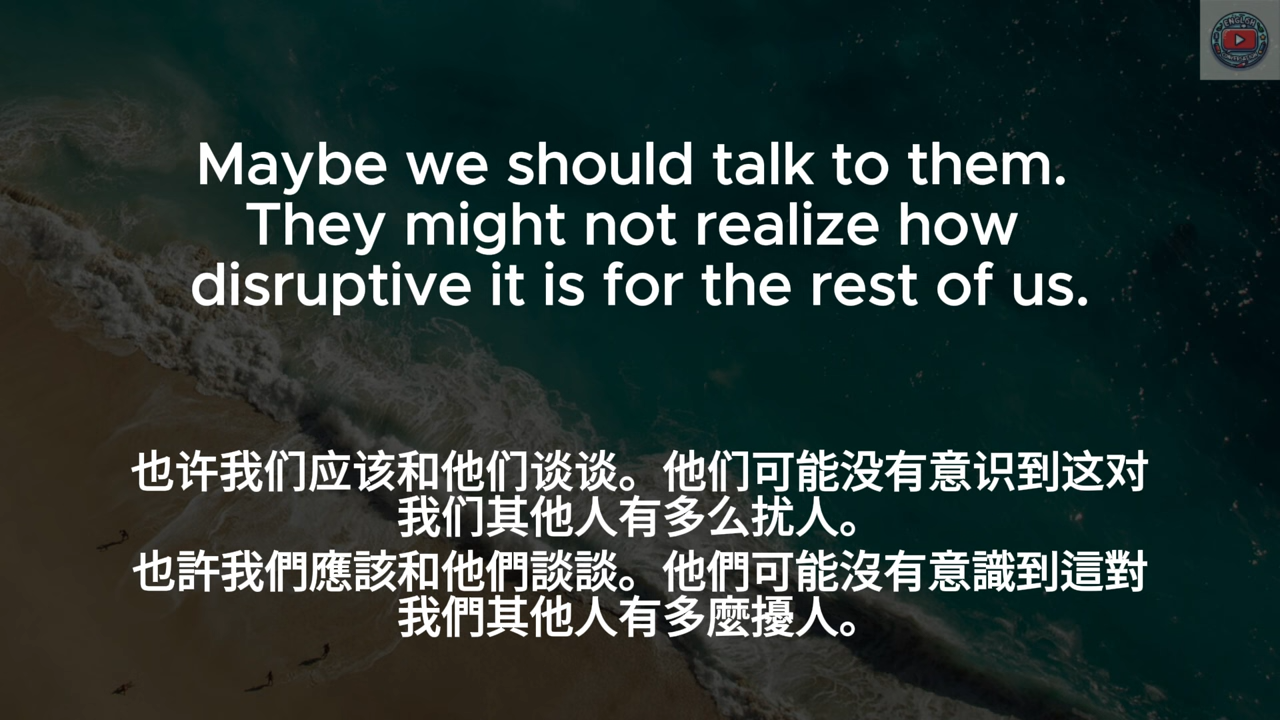 Maybe we should talk to them.
They might not realize how
disruptive it is for the rest of us.
也许我们应该和他们谈谈。他们可能没有意识到这对
我们其他人有多么扰人。
也許我們應該和他們談談。他們可能沒有意識到這對
我們其他人有多麼擾人。